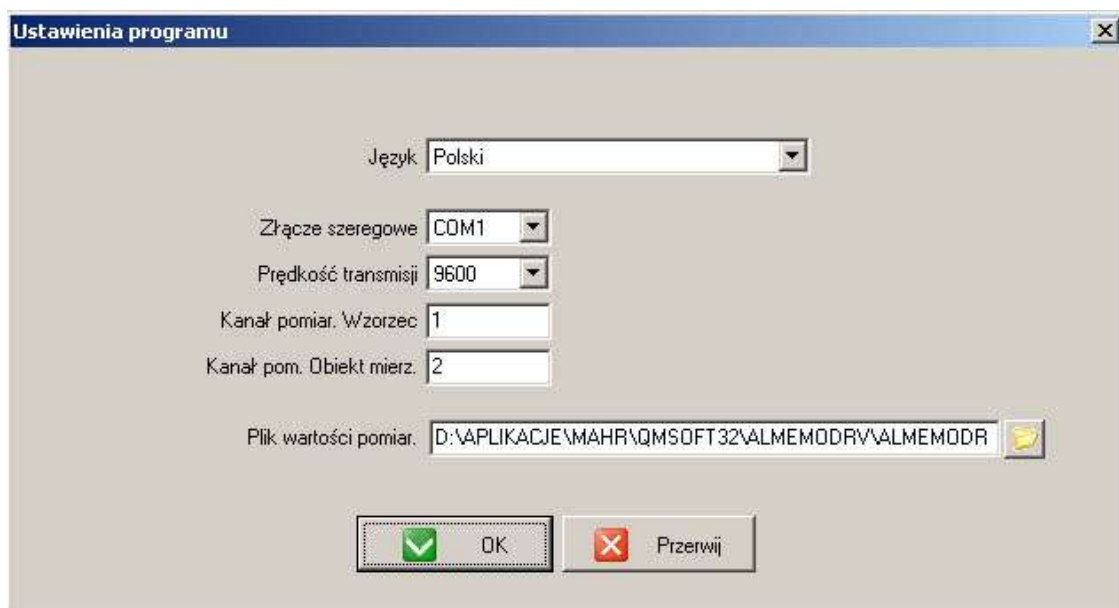 Ustawienia programu
Język Polski
Złącze szeregowe COM1
Prędkość transmisji 9600
Kanał pomiar. Wzorzec 1
Kanał pom. Obiekt mierz. 2
Plik wartości pomiar. D:\APLIKACJE\MAHR\QMSOFT32\ALMEMODRV\ALMEMODR
OK Przerwij